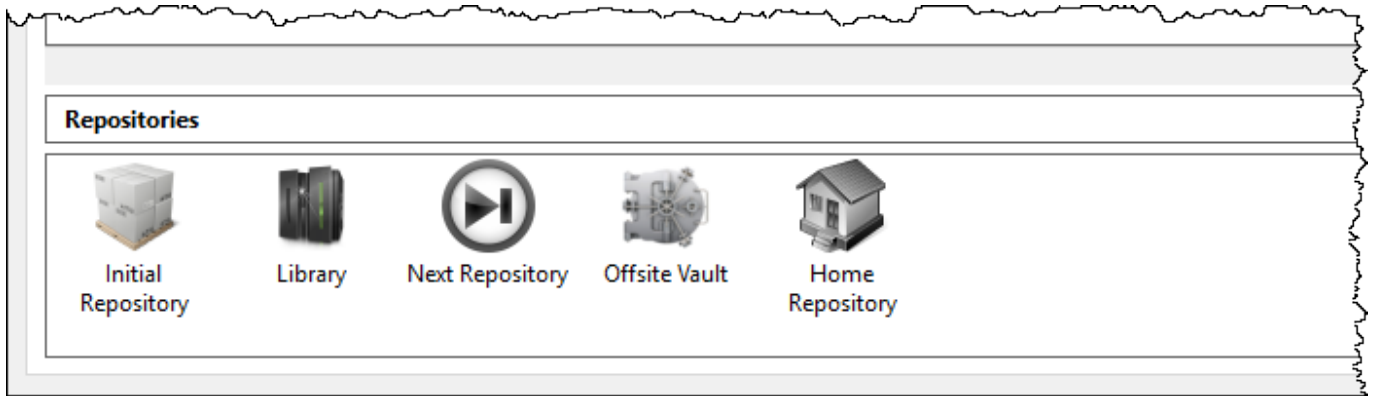 Repositories
Initial
Repository
Library
Next Repository
Offsite Vault
Home
Repository